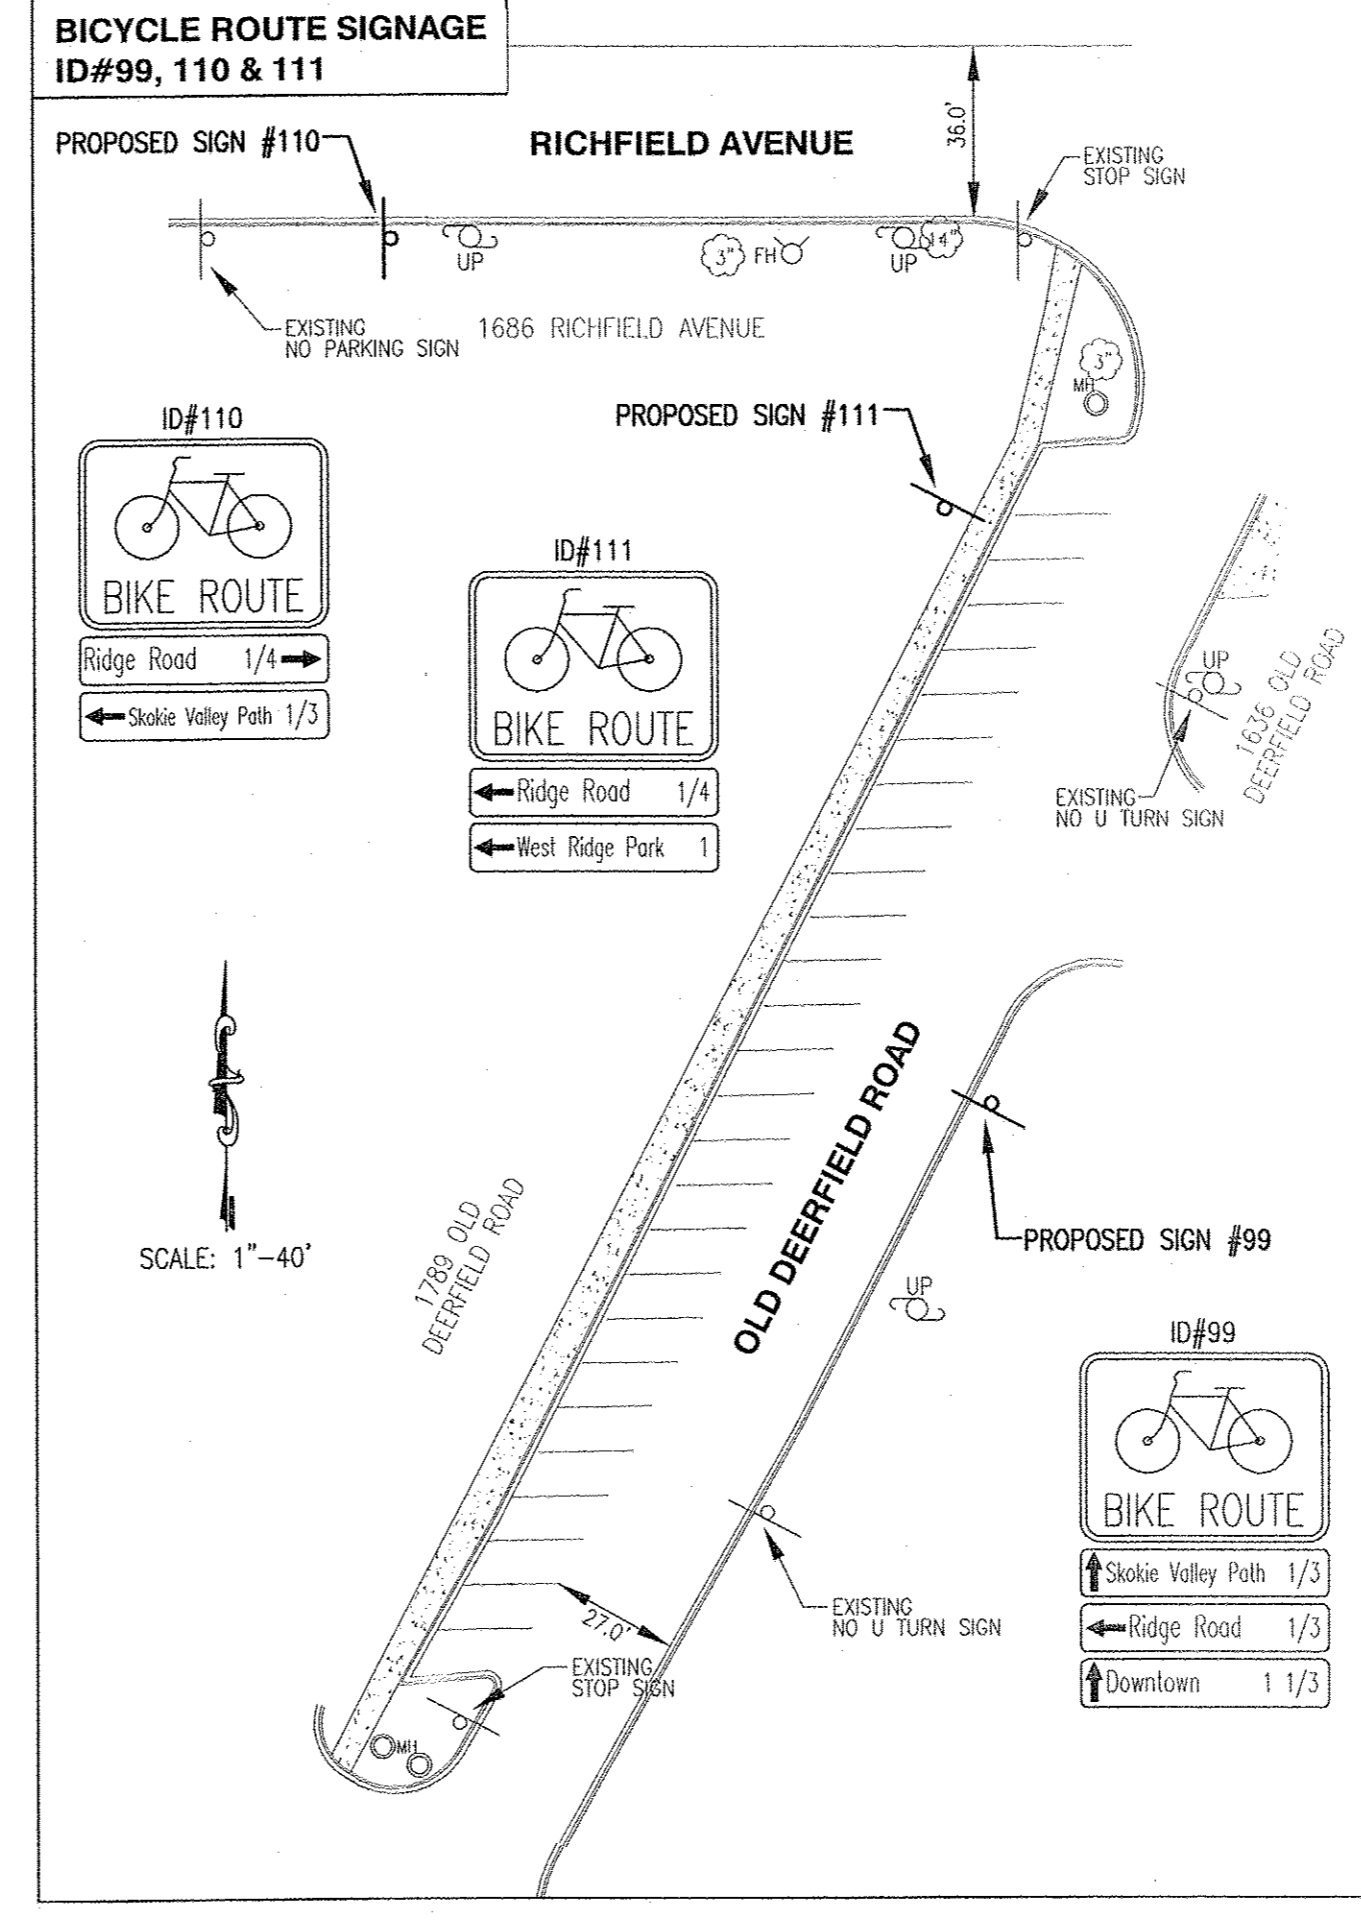 BICYCLE ROUTE SIGNAGE
ID#99, 110 & 111
PROPOSED SIGN #110
RICHFIELD AVENUE
36.0'
EXISTING
STOP SIGN
UP
3"
FH
UP
14"
EXISTING
NO PARKING SIGN
1686 RICHFIELD AVENUE
3"
MH
ID#110
BIKE ROUTE
Ridge Road 1/4
Skokie Valley Path 1/3
PROPOSED SIGN #111
ID#111
BIKE ROUTE
Ridge Road 1/4
West Ridge Park 1
UP
1636 OLD
DEERFIELD ROAD
EXISTING
NO U TURN SIGN
SCALE: 1"-40'
1789 OLD
DEERFIELD ROAD
OLD DEERFIELD ROAD
PROPOSED SIGN #99
UP
ID#99
BIKE ROUTE
Skokie Valley Path 1/3
Ridge Road 1/3
Downtown 1 1/3
EXISTING
NO U TURN SIGN
27.0'
EXISTING
STOP SIGN
MH